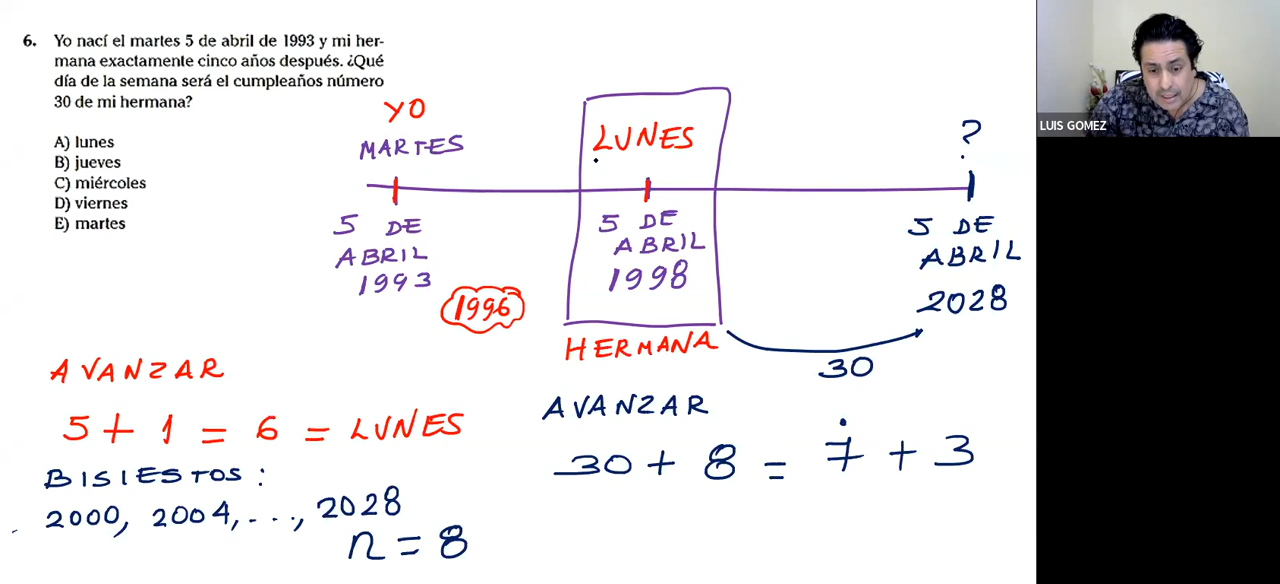 6. Yo nací el martes 5 de abril de 1993 y mi her-
mana exactamente cinco años después. ¿Qué
día de la semana será el cumpleaños número
30 de mi hermana?
A) lunes
B) jueves
C) miércoles
D) viernes
E) martes
YO
MARTES
5 DE
ABRIL
1993
1996
LUNES
5 DE
ABRIL
1998
HERMANA
?
5 DE
ABRIL
2028
30
AVANZAR
5 + 1 = 6 = LUNES
BISIESTOS:
2000, 2004, ..., 2028
n = 8
AVANZAR
30 + 8 = 7̇ + 3
LUIS GOMEZ